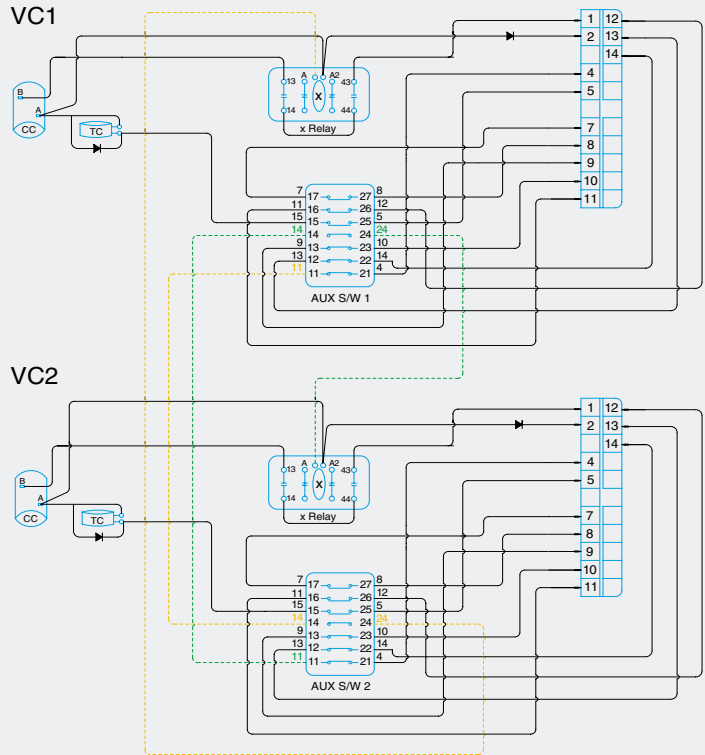 VC1
B
A
CC
TC
13 A A2 43
X
14 44
x Relay
1 12
2 13
14
4
5
7
8
9
10
11
7 17 27 8
11 16 26 12
15 15 25 5
14 14 24 24
9 13 23 10
13 12 22 14
11 11 21 4
AUX S/W 1
VC2
B
A
CC
TC
13 A A2 43
X
14 44
x Relay
1 12
2 13
14
4
5
7
8
9
10
11
7 17 27 8
11 16 26 12
15 15 25 5
14 14 24 24
9 13 23 10
13 12 22 14
11 11 21 4
AUX S/W 2